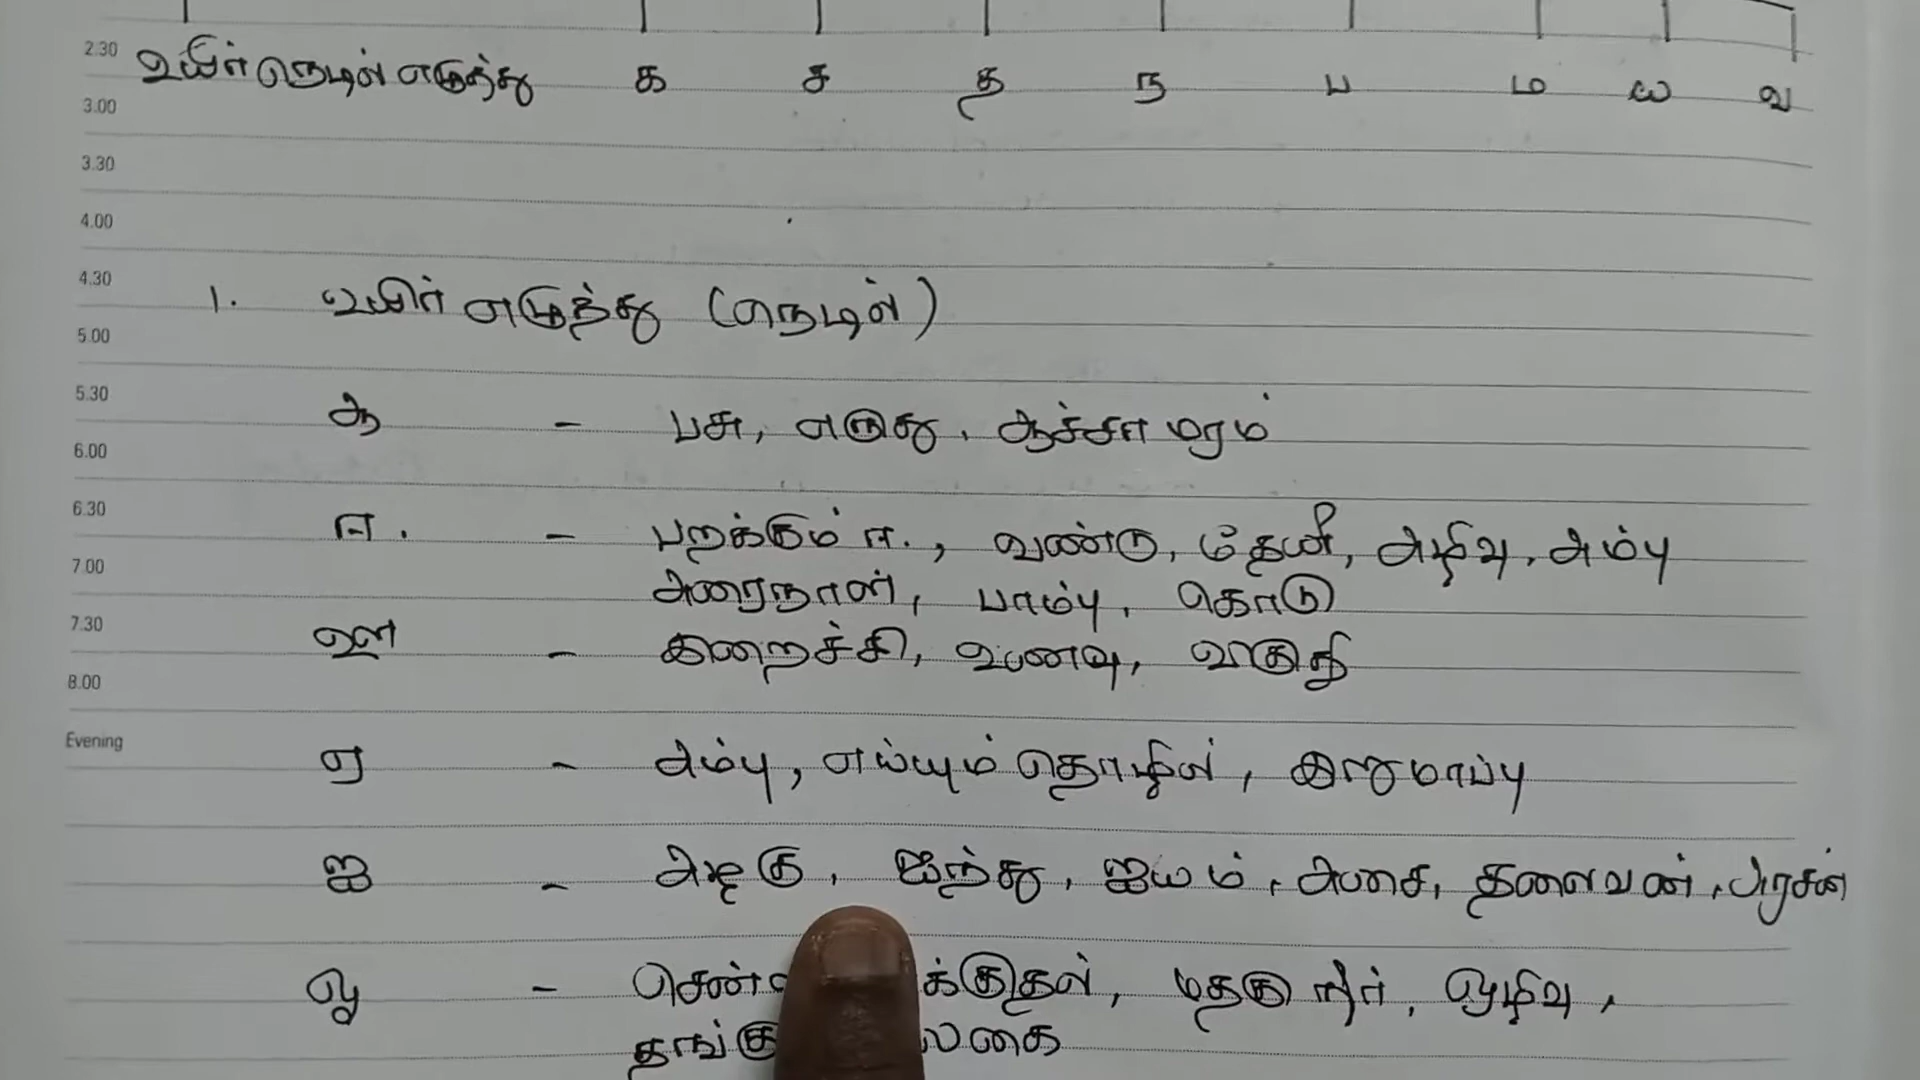 2.30 உயிர் நெடில் எழுத்து க ச த ந ப ம ய வ
3.00
3.30
4.00
4.30 1. உயிர் எழுத்து (நெடில்)
5.00
5.30 ஆ - பசு, எருது, ஆச்சா மரம்
6.00
6.30 ஈ - பறக்கும் ஈ, வண்டு, தேனீ, அழிவு, அம்பு
7.00 அரைநாள், பாம்பு, கொடு
7.30 ஊ - இறைச்சி, உணவு, விகுதி
8.00
Evening ஏ - அம்பு, எய்யும் தொழில், இறுமாப்பு
ஐ - அழகு, ஐந்து, ஐயம், அசை, தலைவன், அரசன்
ஓ - க்குதல், மதகு நீர், ஒழிவு,